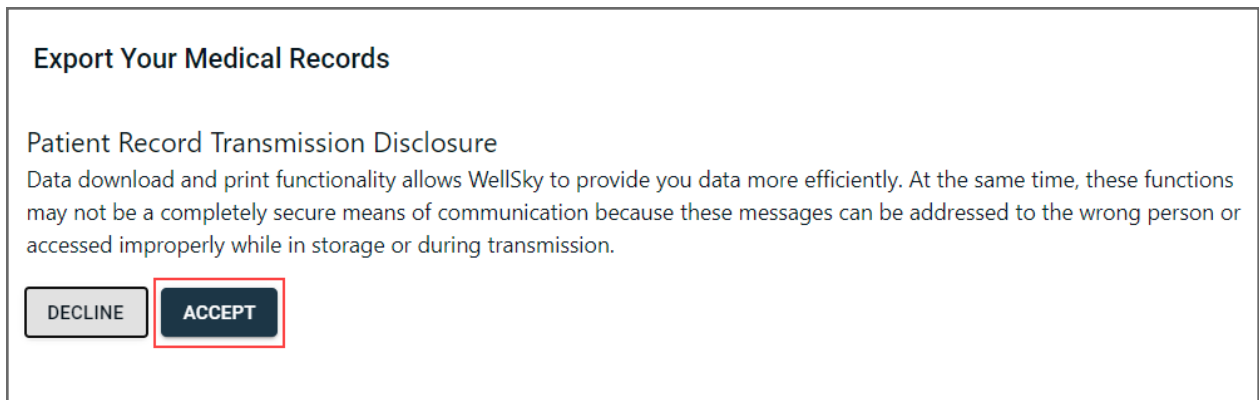 Export Your Medical Records
Patient Record Transmission Disclosure
Data download and print functionality allows WellSky to provide you data more efficiently. At the same time, these functions
may not be a completely secure means of communication because these messages can be addressed to the wrong person or
accessed improperly while in storage or during transmission.
DECLINE ACCEPT